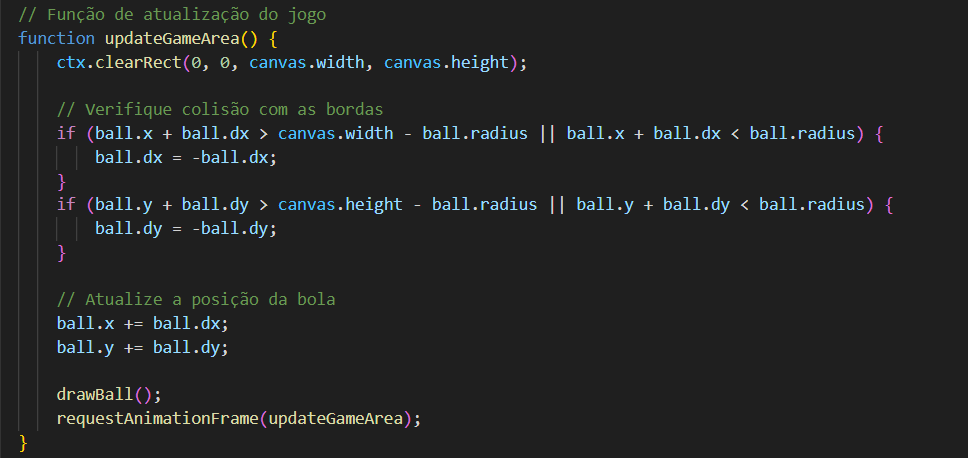 // Função de atualização do jogo
function updateGameArea() {
    ctx.clearRect(0, 0, canvas.width, canvas.height);

    // Verifique colisão com as bordas
    if (ball.x + ball.dx > canvas.width - ball.radius || ball.x + ball.dx < ball.radius) {
        ball.dx = -ball.dx;
    }
    if (ball.y + ball.dy > canvas.height - ball.radius || ball.y + ball.dy < ball.radius) {
        ball.dy = -ball.dy;
    }

    // Atualize a posição da bola
    ball.x += ball.dx;
    ball.y += ball.dy;

    drawBall();
    requestAnimationFrame(updateGameArea);
}